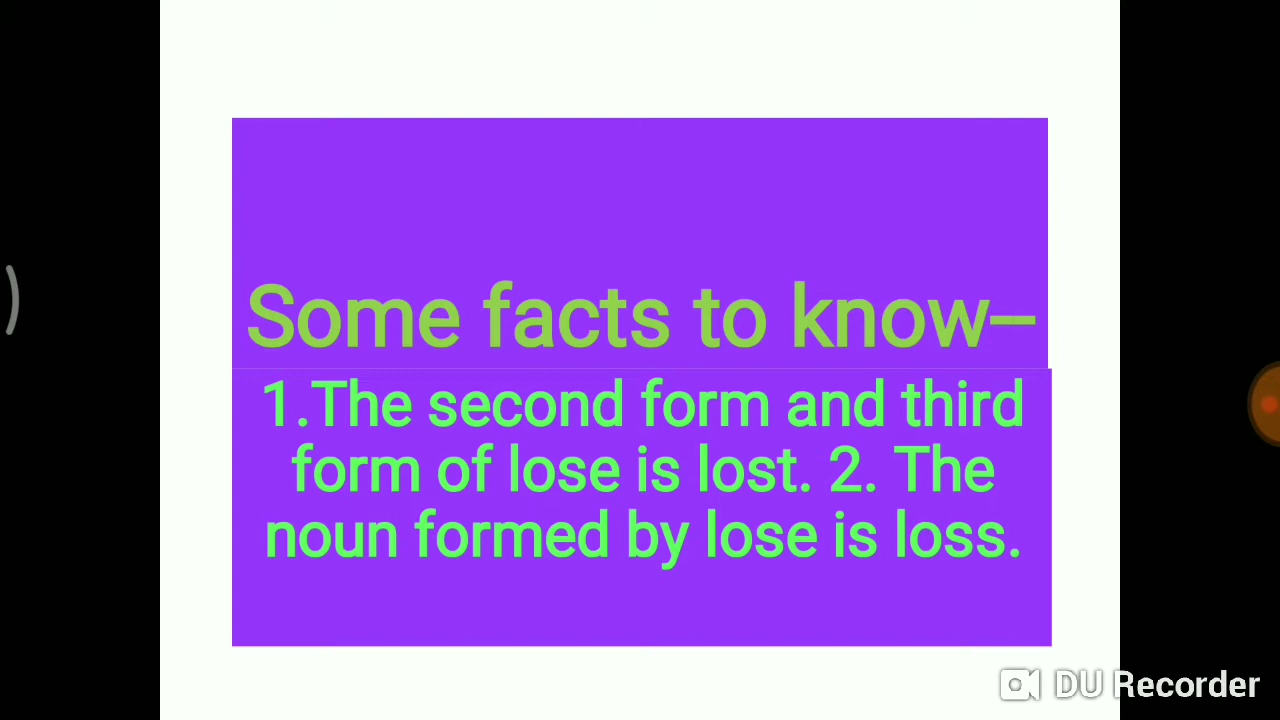 Some facts to know–
1.The second form and third
form of lose is lost. 2. The
noun formed by lose is loss.
DU Recorder